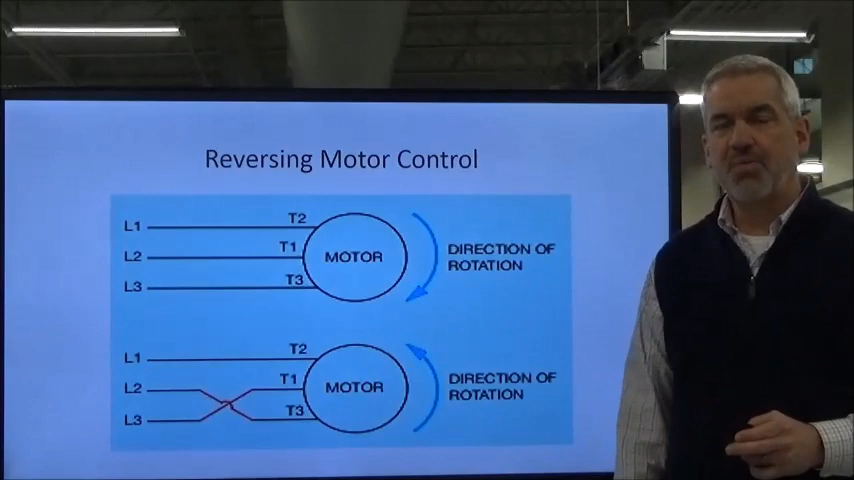 Reversing Motor Control
L1 T2
L2 T1 MOTOR DIRECTION OF
ROTATION
L3 T3
L1 T2
L2 T1 MOTOR DIRECTION OF
ROTATION
L3 T3